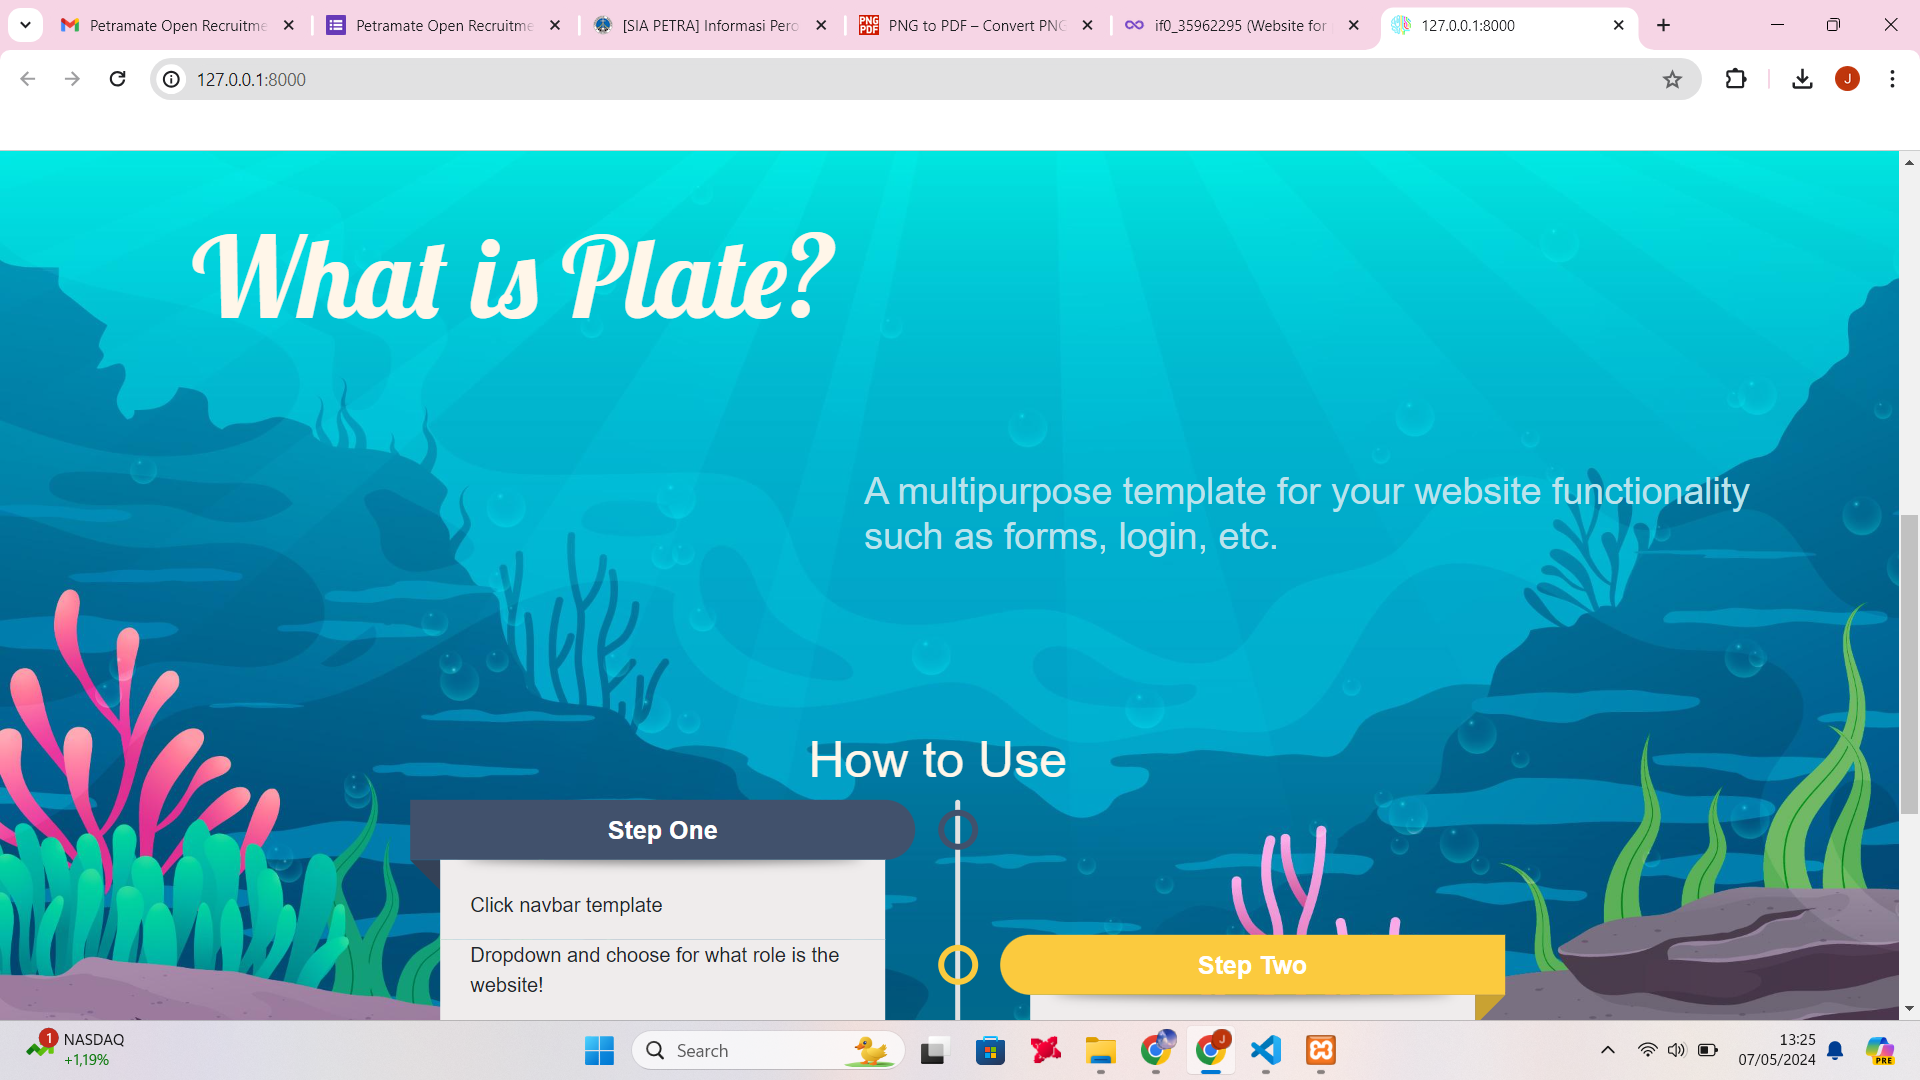 Petramate Open Recruitme
Petramate Open Recruitme
[SIA PETRA] Informasi Pero
PNG to PDF – Convert PNG
if0_35962295 (Website for
127.0.0.1:8000
127.0.0.1:8000
J
What is Plate?
A multipurpose template for your website functionality
such as forms, login, etc.
How to Use
Step One
Click navbar template
Dropdown and choose for what role is the
website!
Step Two
1
NASDAQ
+1,19%
Search
J
13:25
07/05/2024
PRE